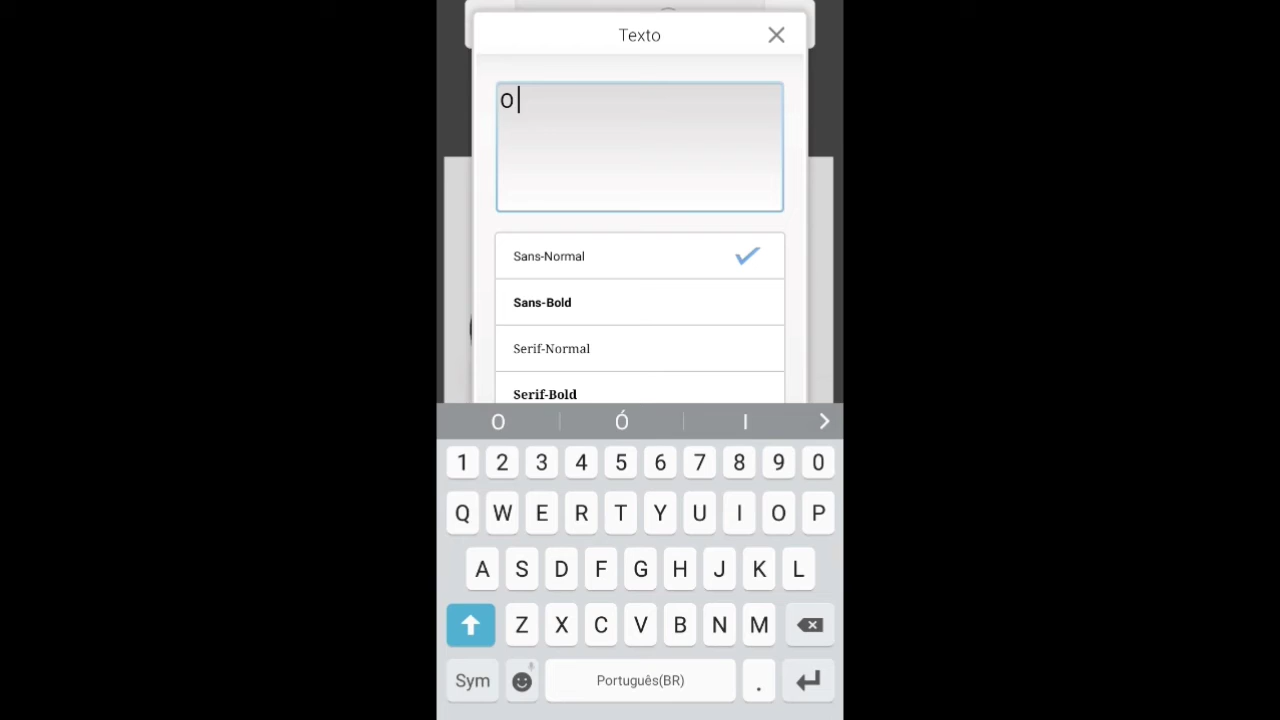 Texto
O
Sans-Normal
Sans-Bold
Serif-Normal
Serif-Bold
O Ó I
1 2 3 4 5 6 7 8 9 0
Q W E R T Y U I O P
A S D F G H J K L
Z X C V B N M
Sym Português(BR) .